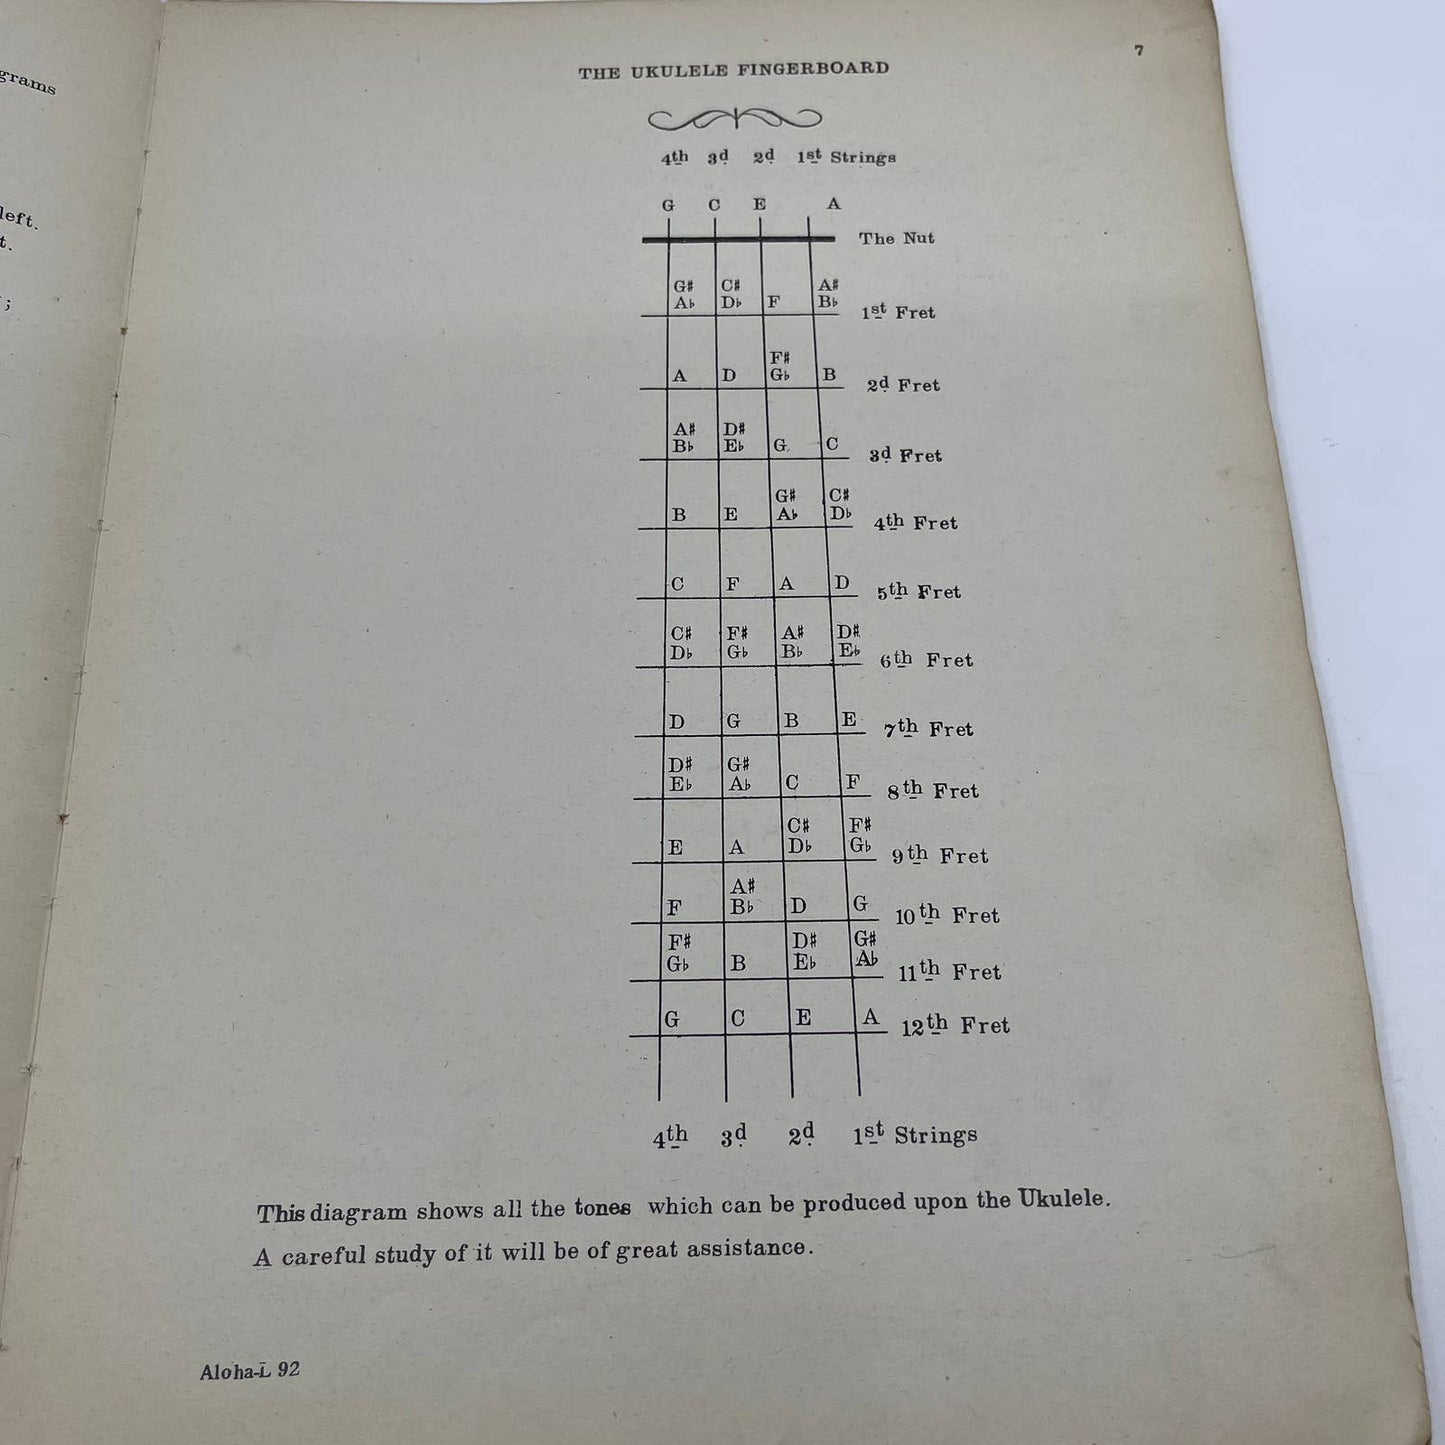 grams
left.
t.
;
7
THE UKULELE FINGERBOARD
4th 3d 2d 1st Strings
G C E A
The Nut
G♯ C♯ A♯
A♭ D♭ F B♭
1st Fret
F♯
A D G♭ B
2d Fret
A♯ D♯
B♭ E♭ G C
3d Fret
G♯ C♯
B E A♭ D♭
4th Fret
C F A D
5th Fret
C♯ F♯ A♯ D♯
D♭ G♭ B♭ E♭
6th Fret
D G B E
7th Fret
D♯ G♯
E♭ A♭ C F
8th Fret
C♯ F♯
E A D♭ G♭
9th Fret
A♯
F B♭ D G
10th Fret
F♯ D♯ G♯
G♭ B E♭ A♭
11th Fret
G C E A
12th Fret
4th 3d 2d 1st Strings
This diagram shows all the tones which can be produced upon the Ukulele.
A careful study of it will be of great assistance.
Aloha-L 92